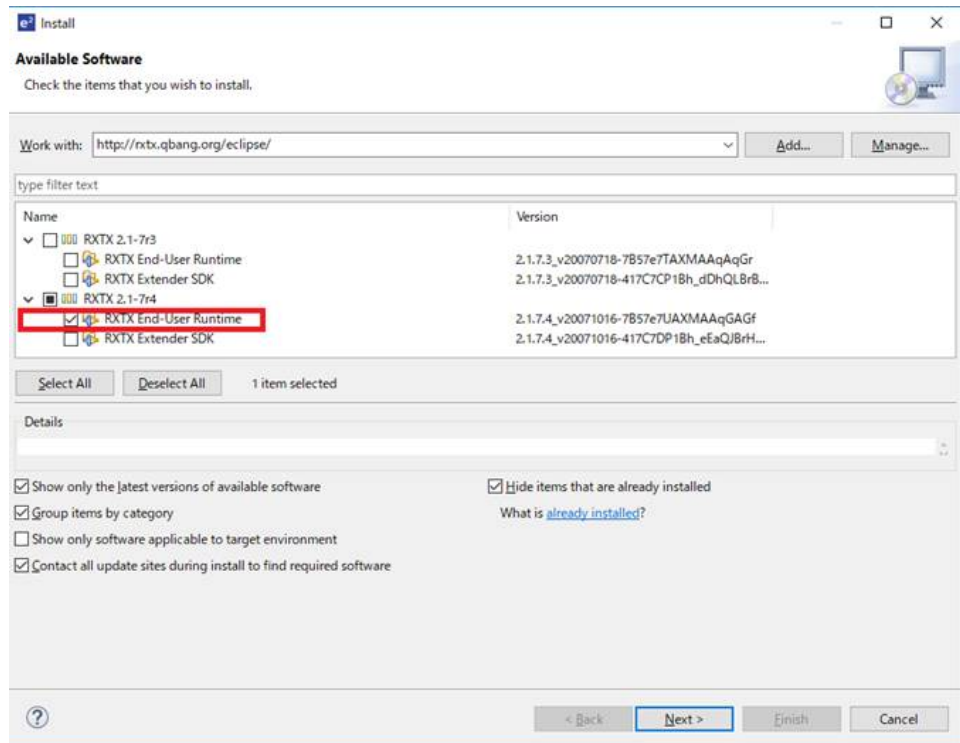 e² Install
Available Software
Check the items that you wish to install.
Work with: http://rxtx.qbang.org/eclipse/ Add... Manage...
type filter text
Name Version
RXTX 2.1-7r3
RXTX End-User Runtime 2.1.7.3_v20070718-7B57e7TAXMAAqAqGr
RXTX Extender SDK 2.1.7.3_v20070718-417C7CP1Bh_dDhQLBrB...
RXTX 2.1-7r4
RXTX End-User Runtime 2.1.7.4_v20071016-7B57e7UAXMAAqGAGf
RXTX Extender SDK 2.1.7.4_v20071016-417C7DP1Bh_eEaQJBrH...
Select All Deselect All 1 item selected
Details
Show only the latest versions of available software Hide items that are already installed
Group items by category What is already installed?
Show only software applicable to target environment
Contact all update sites during install to find required software
? < Back Next > Finish Cancel